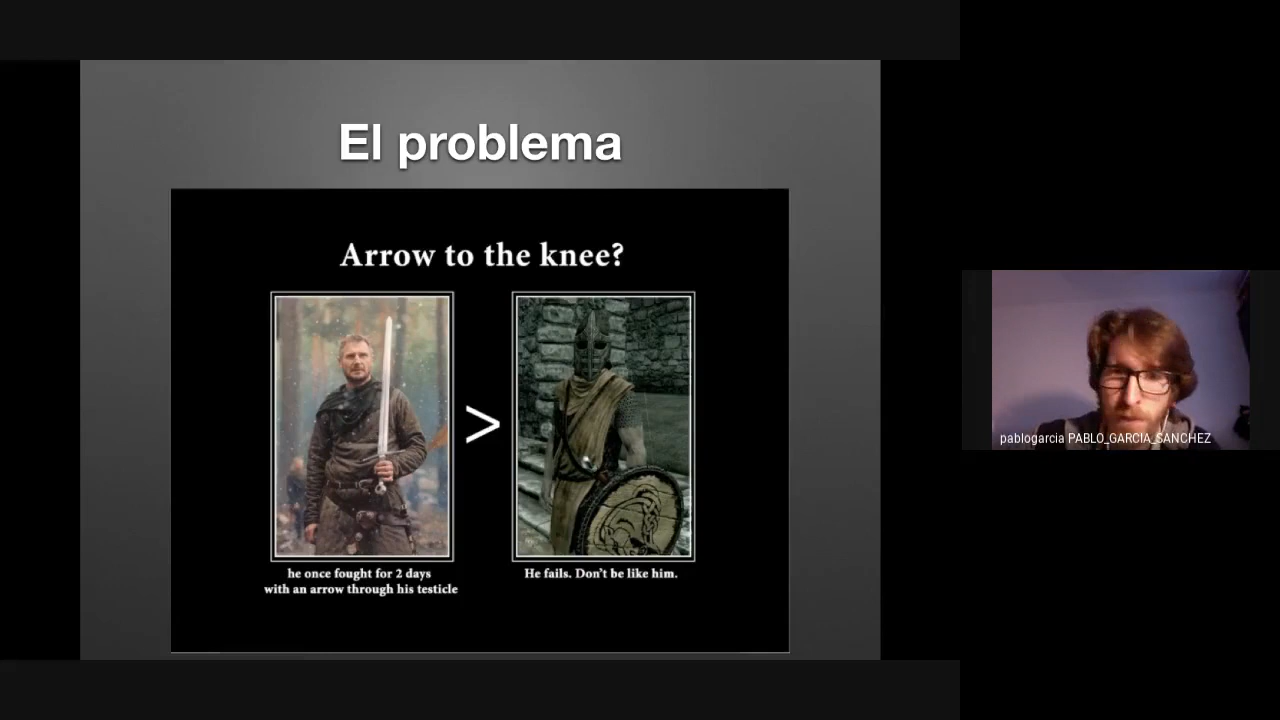 El problema
Arrow to the knee?
>
he once fought for 2 days
with an arrow through his testicle
He fails. Don't be like him.
pablogarcia PABLO_GARCIA_SANCHEZ